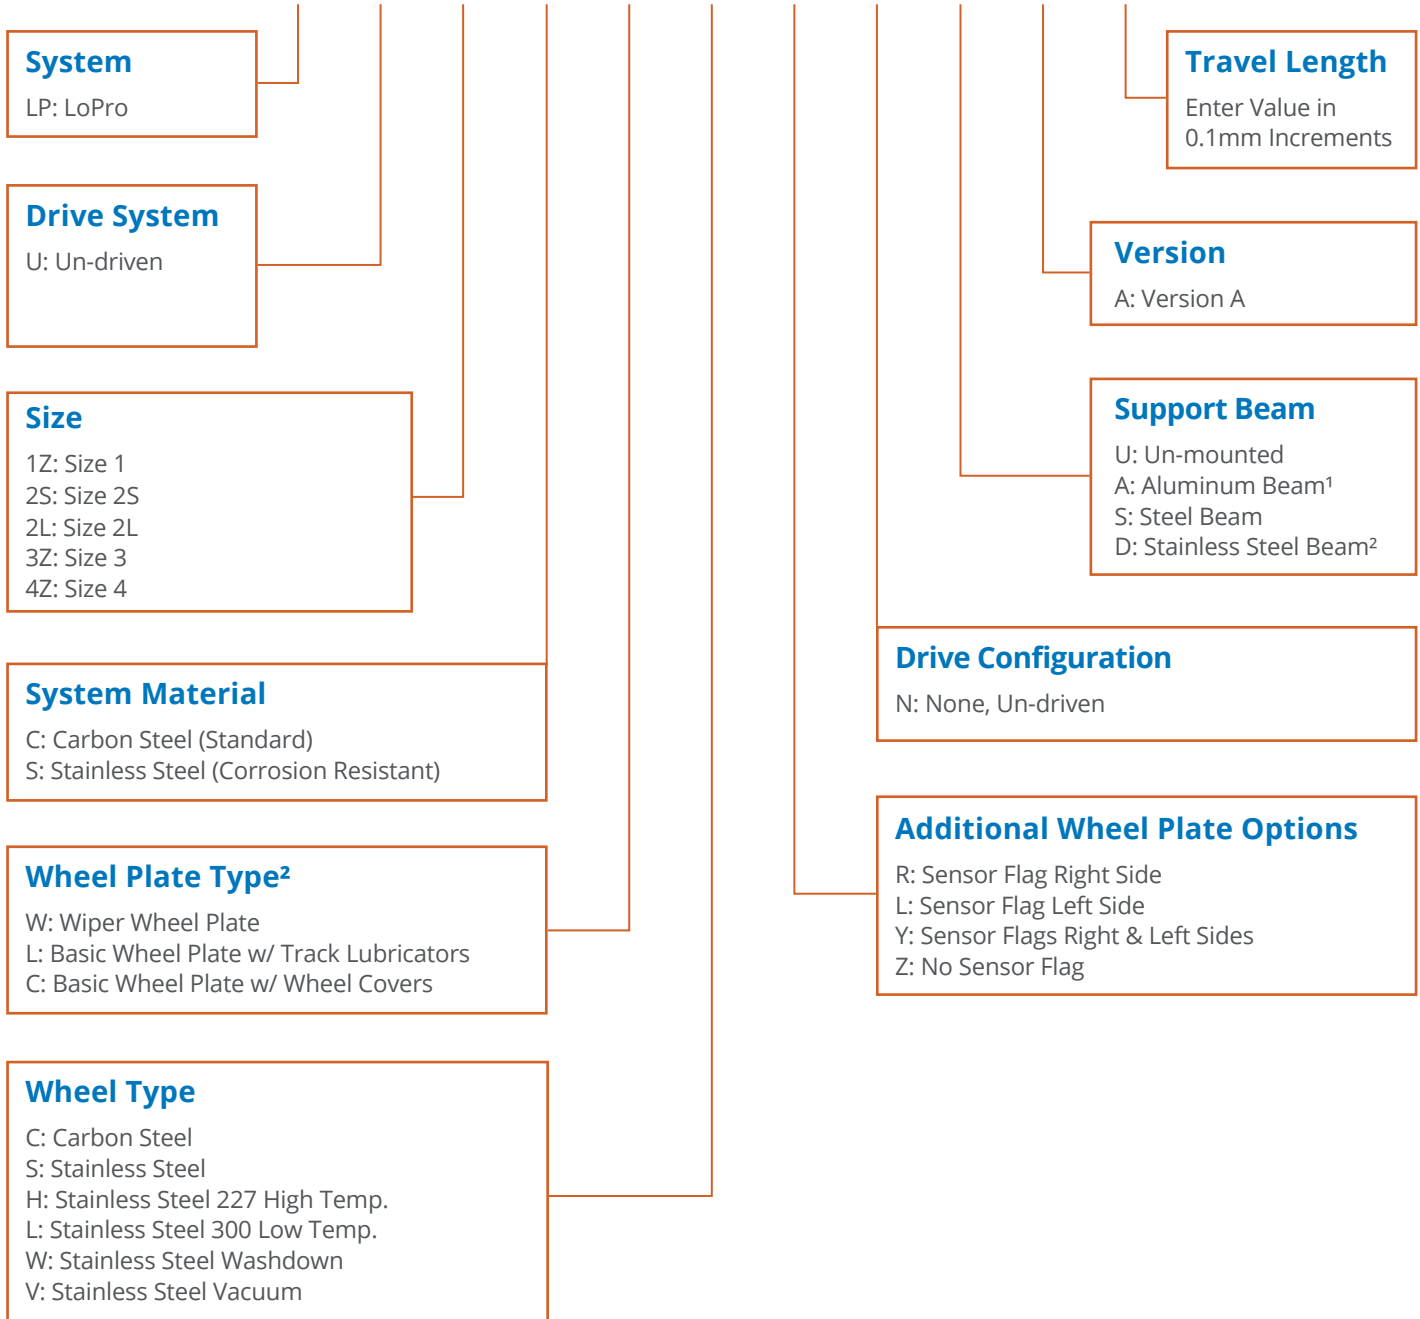 System
LP: LoPro
Drive System
U: Un-driven
Size
1Z: Size 1
2S: Size 2S
2L: Size 2L
3Z: Size 3
4Z: Size 4
System Material
C: Carbon Steel (Standard)
S: Stainless Steel (Corrosion Resistant)
Wheel Plate Type²
W: Wiper Wheel Plate
L: Basic Wheel Plate w/ Track Lubricators
C: Basic Wheel Plate w/ Wheel Covers
Wheel Type
C: Carbon Steel
S: Stainless Steel
H: Stainless Steel 227 High Temp.
L: Stainless Steel 300 Low Temp.
W: Stainless Steel Washdown
V: Stainless Steel Vacuum
Travel Length
Enter Value in
0.1mm Increments
Version
A: Version A
Support Beam
U: Un-mounted
A: Aluminum Beam¹
S: Steel Beam
D: Stainless Steel Beam²
Drive Configuration
N: None, Un-driven
Additional Wheel Plate Options
R: Sensor Flag Right Side
L: Sensor Flag Left Side
Y: Sensor Flags Right & Left Sides
Z: No Sensor Flag